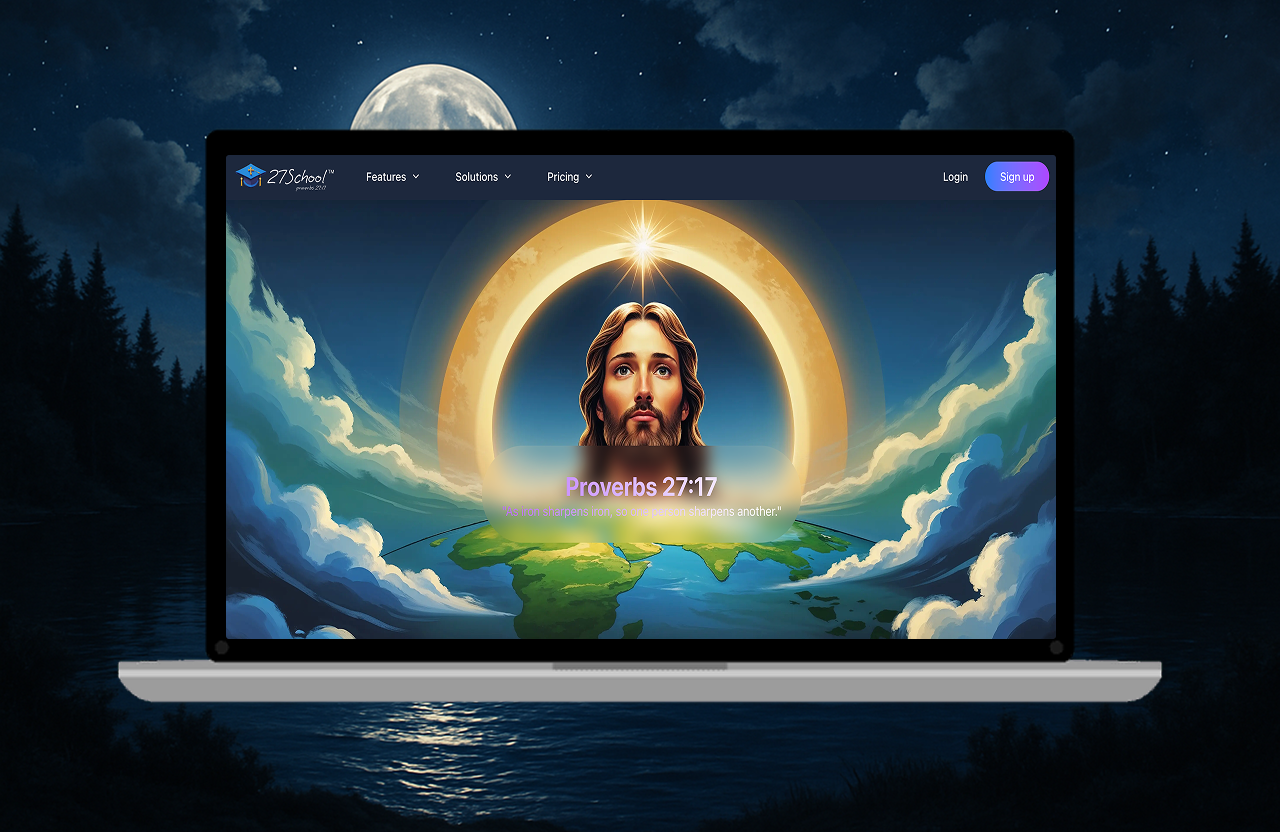 27School™
proverbs 27:17
Features
Solutions
Pricing
Login
Sign up
Proverbs 27:17
"As iron sharpens iron, so one person sharpens another."